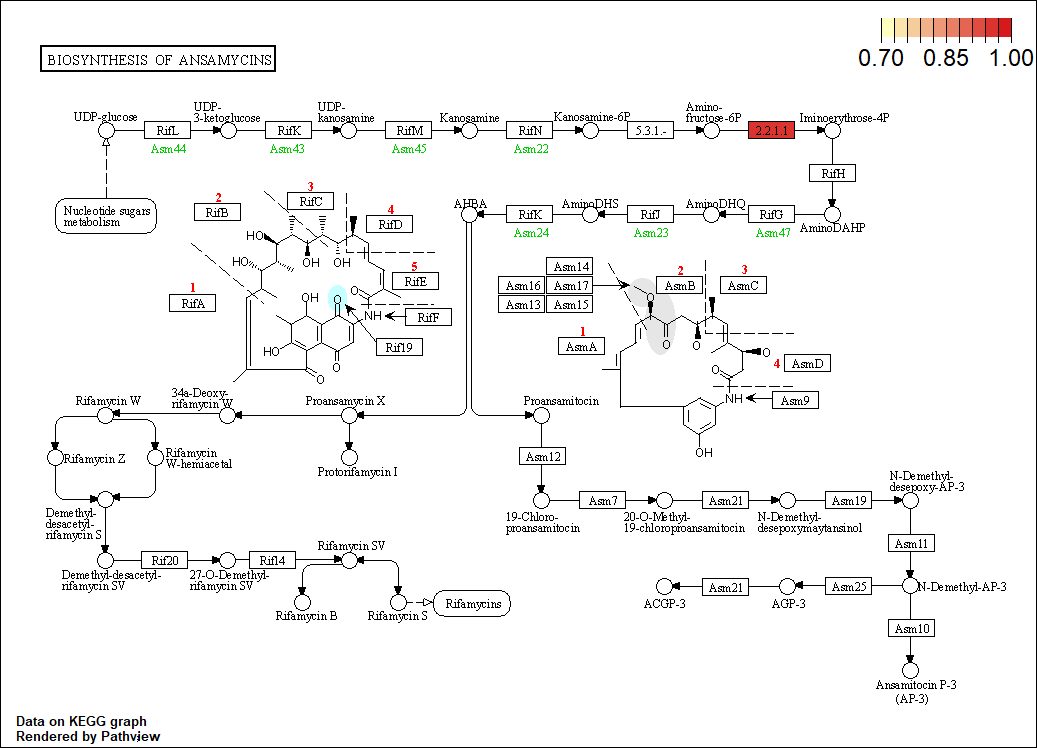 BIOSYNTHESIS OF ANSAMYCINS
0.70 0.85 1.00
UDP-glucose
UDP-
3-ketoglucose
UDP-
kanosamine
Kanosamine
Kanosamine-6P
Amino-
fructose-6P
Iminoerythrose-4P
RifL
RifK
RifM
RifN
5.3.1.-
2.2.1.1
Asm44
Asm43
Asm45
Asm22
RifH
Nucleotide sugars
metabolism
AHBA
RifK
AminoDHS
RifJ
AminoDHQ
RifG
AminoDAHP
Asm24
Asm23
Asm47
2
RifB
3
RifC
4
RifD
5
RifE
1
RifA
RifF
Rif19
HO
OH
OH
HO
OH
O
O
NH
HO
O
O
Asm14
Asm16
Asm17
Asm13
Asm15
2
AsmB
3
AsmC
1
AsmA
4
AsmD
Asm9
O
O
O
O
O
NH
OH
Rifamycin W
34a-Deoxy-
rifamycin W
Proansamycin X
Proansamitocin
Rifamycin Z
Rifamycin
W-hemiacetal
Protorifamycin I
Asm12
Demethyl-
desacetyl-
rifamycin S
19-Chloro-
proansamitocin
Asm7
20-O-Methyl-
19-chloroproansamitocin
Asm21
N-Demethyl-
desepoxymaytansinol
Asm19
N-Demethyl-
desepoxy-AP-3
Asm11
Demethyl-desacetyl-
rifamycin SV
Rif20
27-O-Demethyl-
rifamycin SV
Rif14
Rifamycin SV
Rifamycin B
Rifamycin S
Rifamycins
ACGP-3
Asm21
AGP-3
Asm25
N-Demethyl-AP-3
Asm10
Ansamitocin P-3
(AP-3)
Data on KEGG graph
Rendered by Pathview